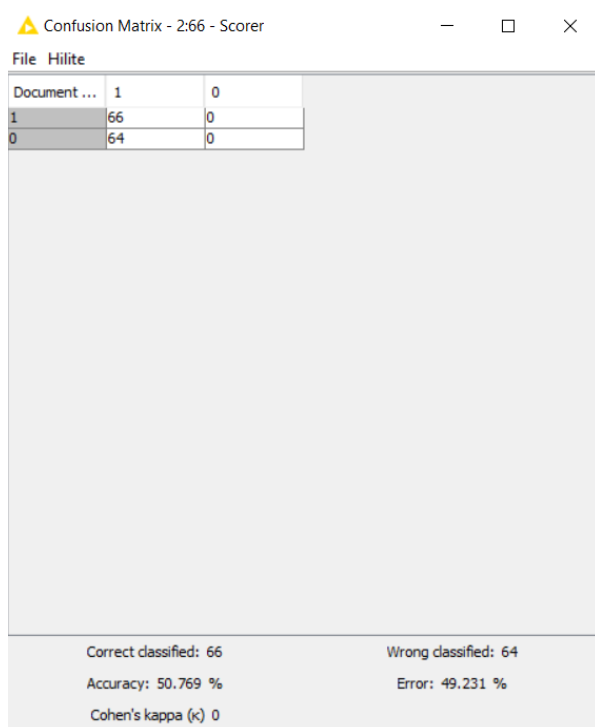 Confusion Matrix - 2:66 - Scorer
File Hilite
Document ... 1 0
1 66 0
0 64 0
Correct classified: 66 Wrong classified: 64
Accuracy: 50.769 % Error: 49.231 %
Cohen's kappa (κ) 0